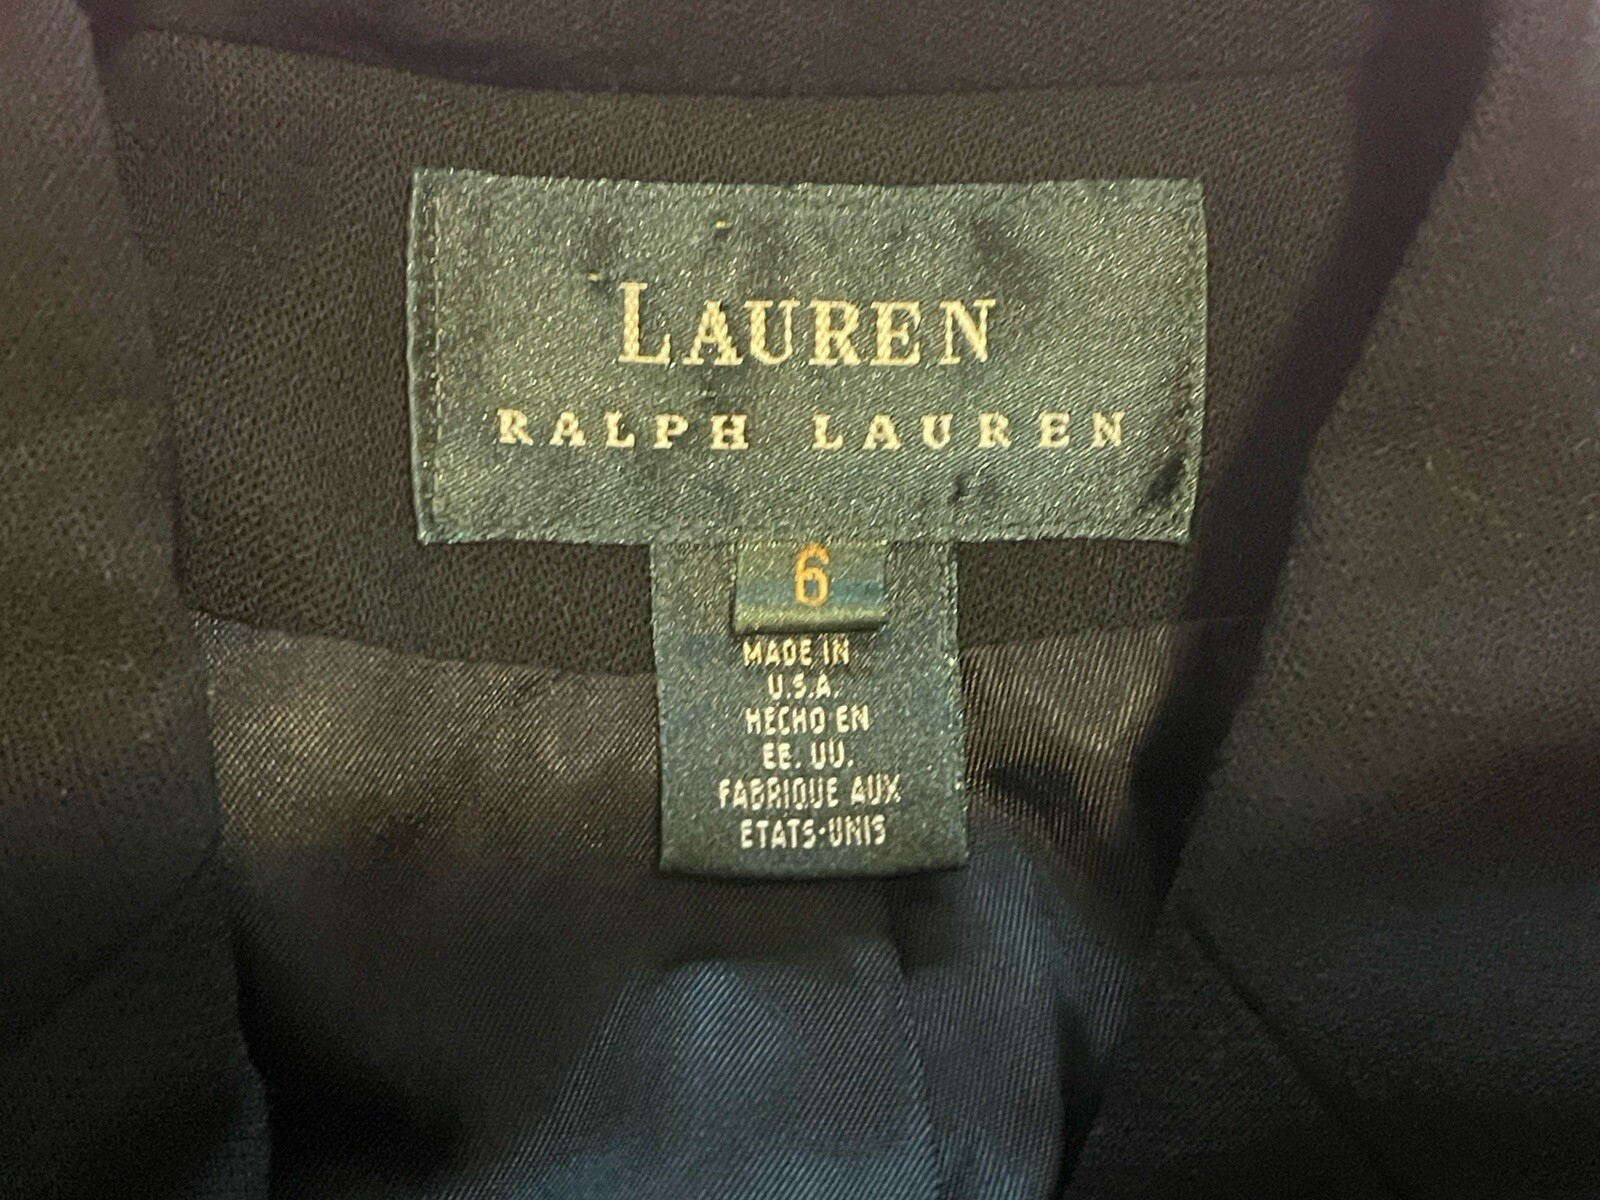 LAUREN
RALPH LAUREN
6
MADE IN
U.S.A.
HECHO EN
EE. UU.
FABRIQUE AUX
ETATS-UNIS